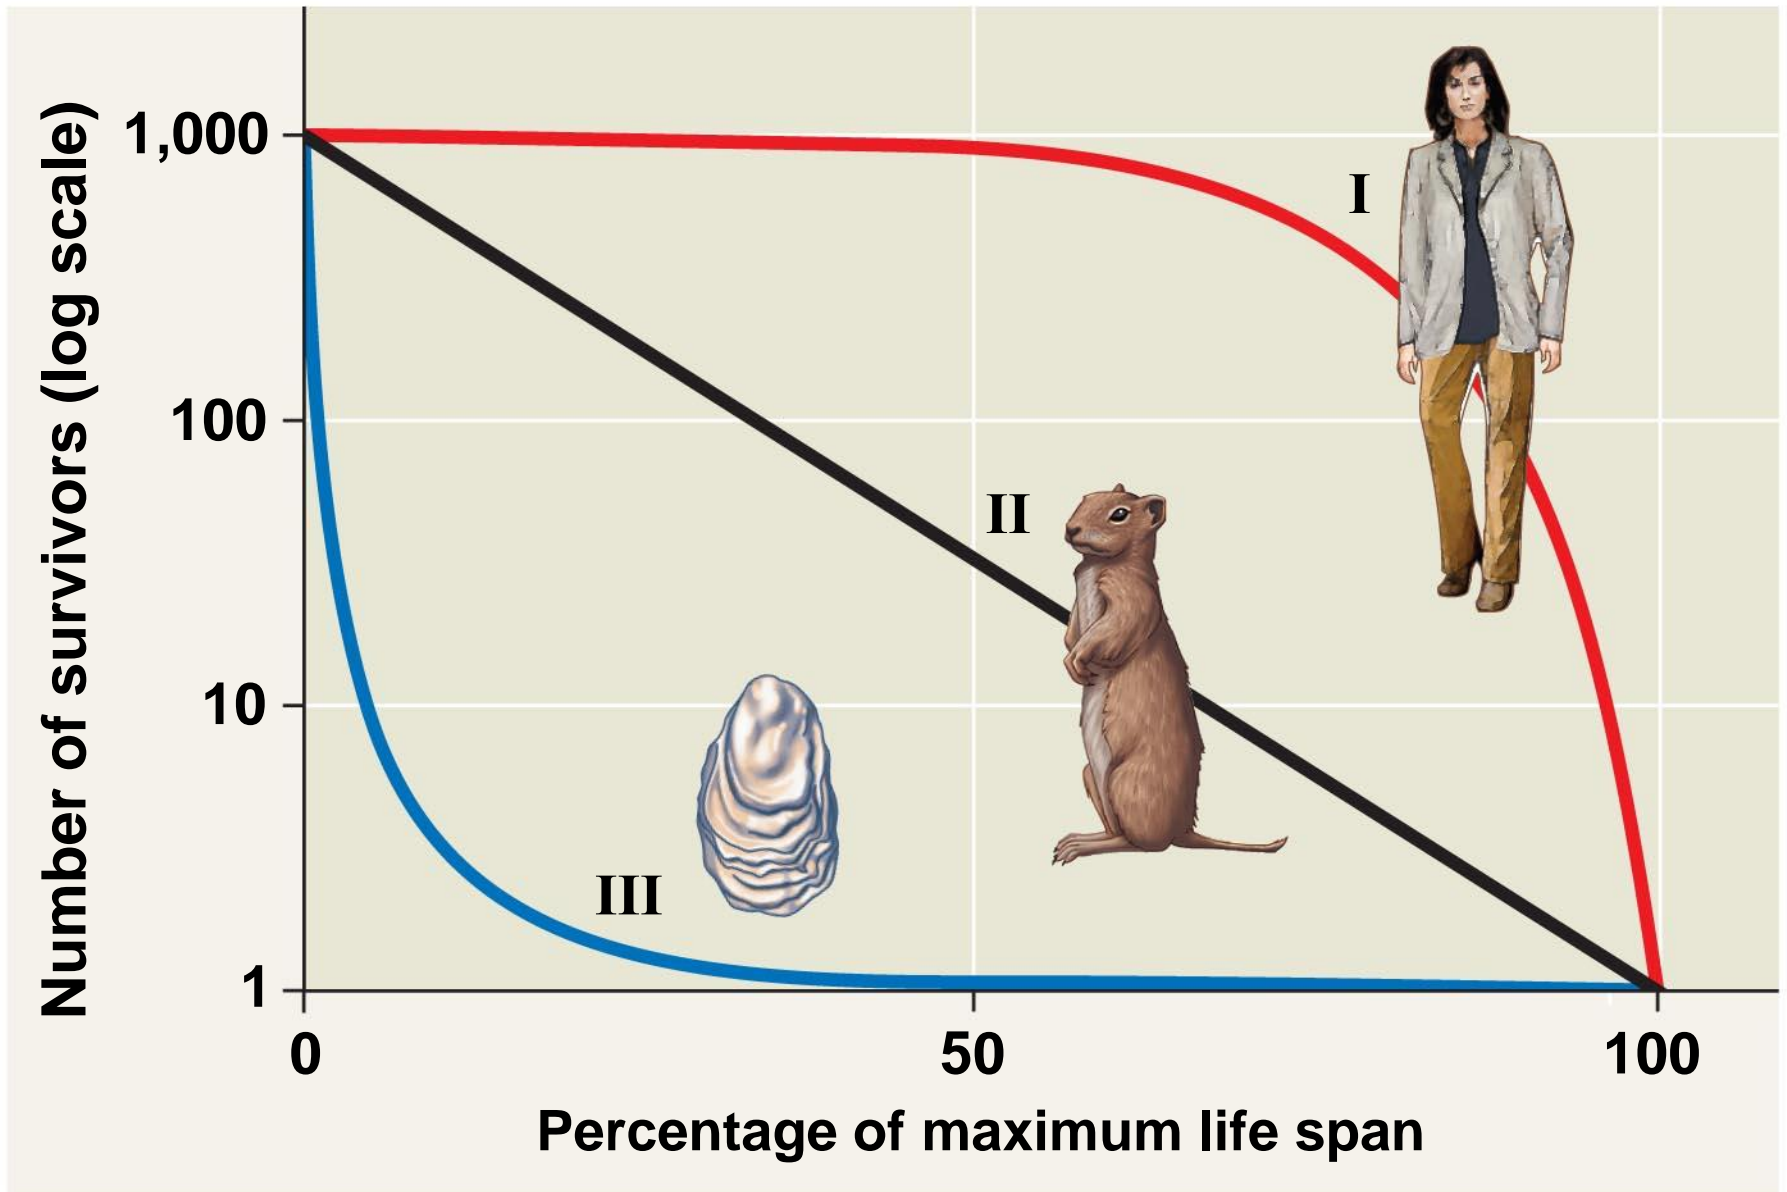 Number of survivors (log scale)
1,000
100
10
1
I
II
III
0
50
100
Percentage of maximum life span